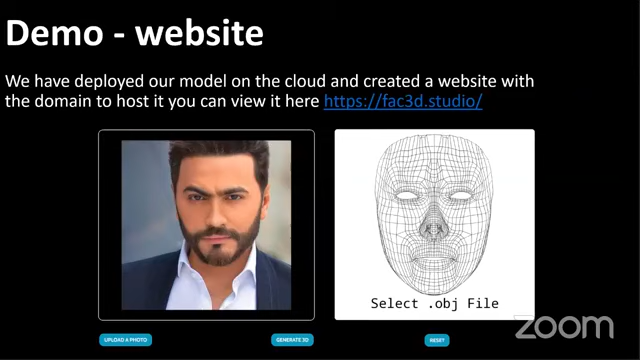 Demo - website
We have deployed our model on the cloud and created a website with
the domain to host it you can view it here https://fac3d.studio/
Select .obj File
UPLOAD A PHOTO
GENERATE 3D
RESET
zoom